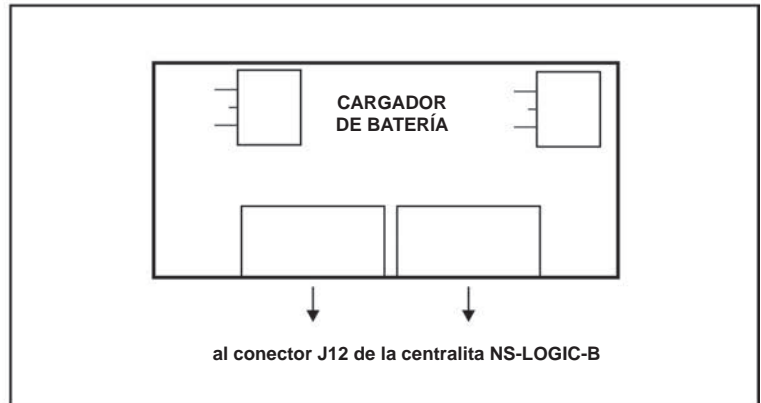 CARGADOR
DE BATERÍA
al conector J12 de la centralita NS-LOGIC-B